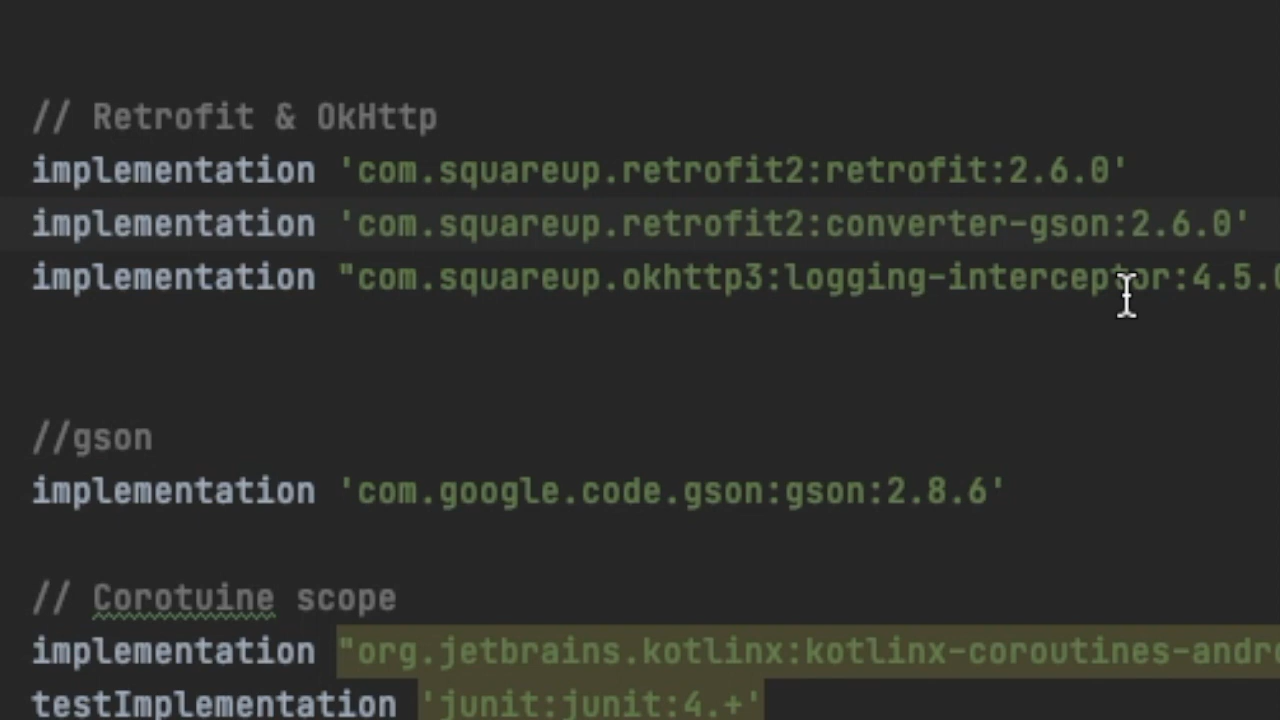 // Retrofit & OkHttp
implementation 'com.squareup.retrofit2:retrofit:2.6.0'
implementation 'com.squareup.retrofit2:converter-gson:2.6.0'
implementation "com.squareup.okhttp3:logging-interceptor:4.5.0
//gson
implementation 'com.google.code.gson:gson:2.8.6'
// Corotuine scope
implementation "org.jetbrains.kotlinx:kotlinx-coroutines-andro
testImplementation 'junit:junit:4.+'